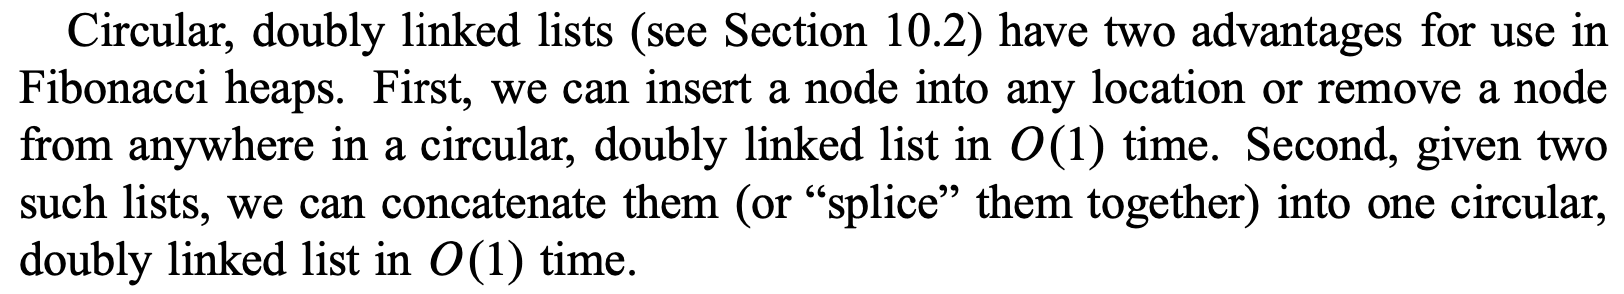 Circular, doubly linked lists (see Section 10.2) have two advantages for use in
Fibonacci heaps. First, we can insert a node into any location or remove a node
from anywhere in a circular, doubly linked list in O(1) time. Second, given two
such lists, we can concatenate them (or “splice” them together) into one circular,
doubly linked list in O(1) time.